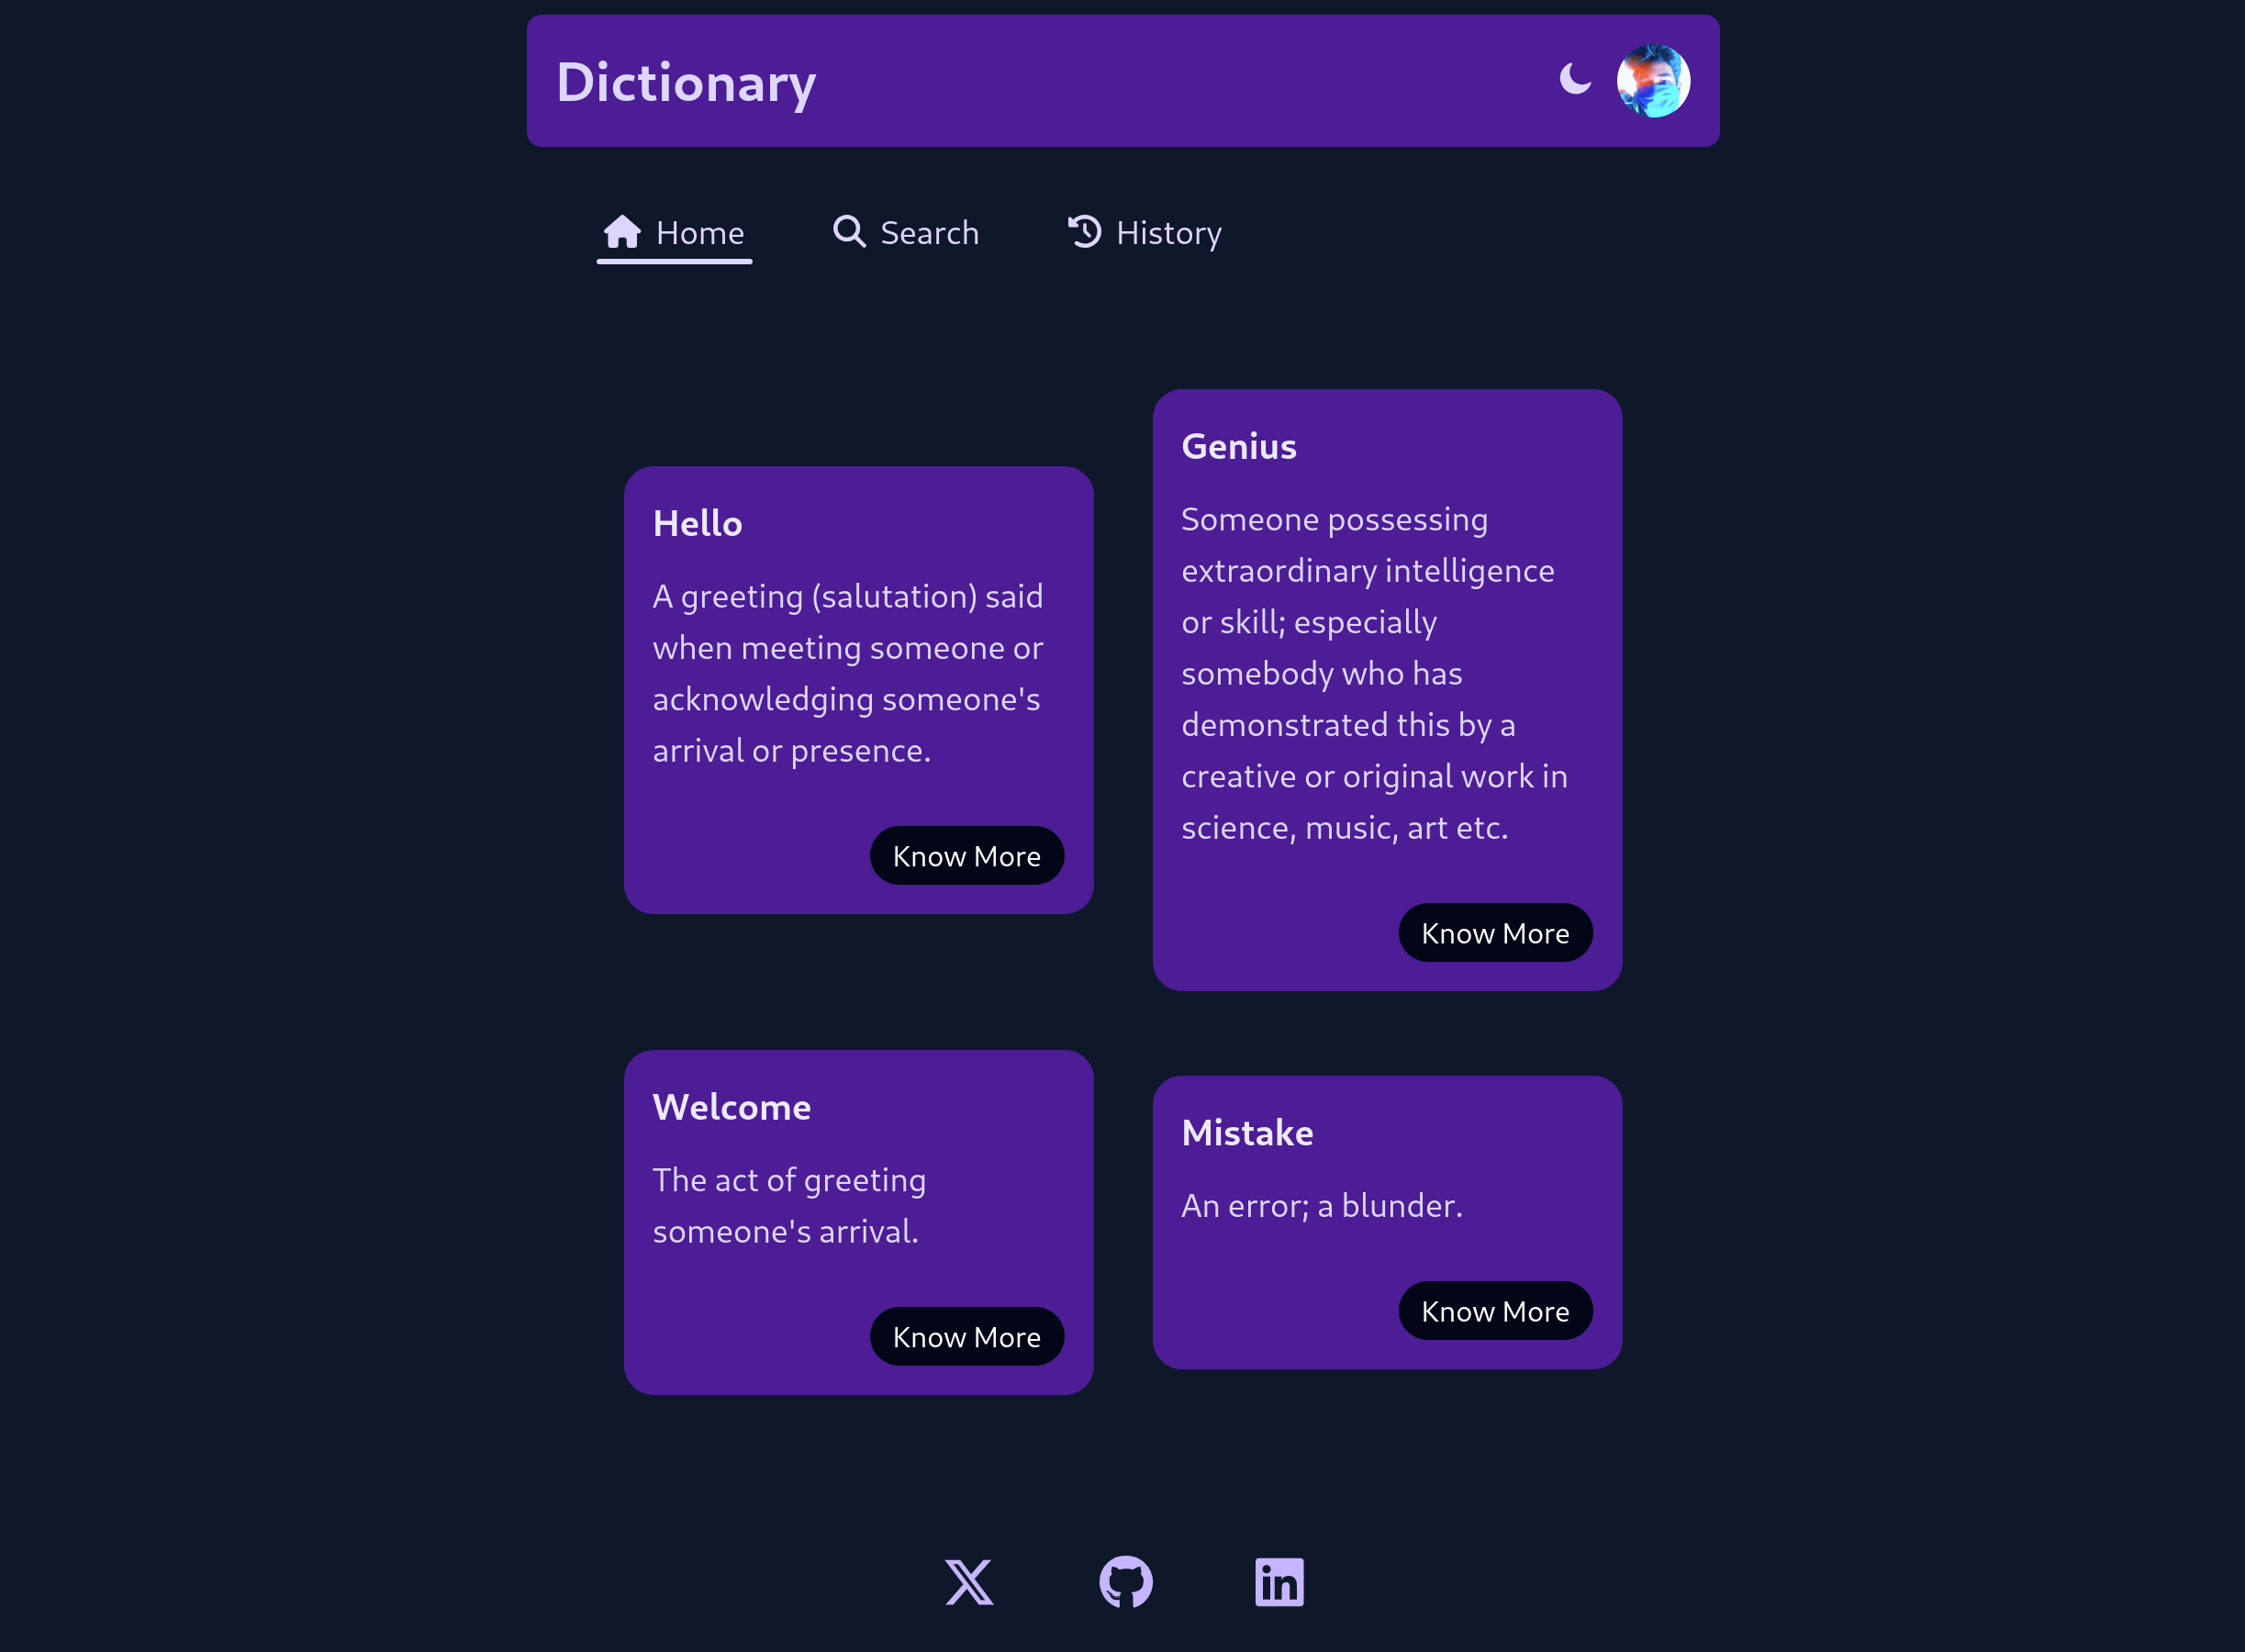 Dictionary
Home
Search
History
Hello
A greeting (salutation) said
when meeting someone or
acknowledging someone's
arrival or presence.
Know More
Genius
Someone possessing
extraordinary intelligence
or skill; especially
somebody who has
demonstrated this by a
creative or original work in
science, music, art etc.
Know More
Welcome
The act of greeting
someone's arrival.
Know More
Mistake
An error; a blunder.
Know More